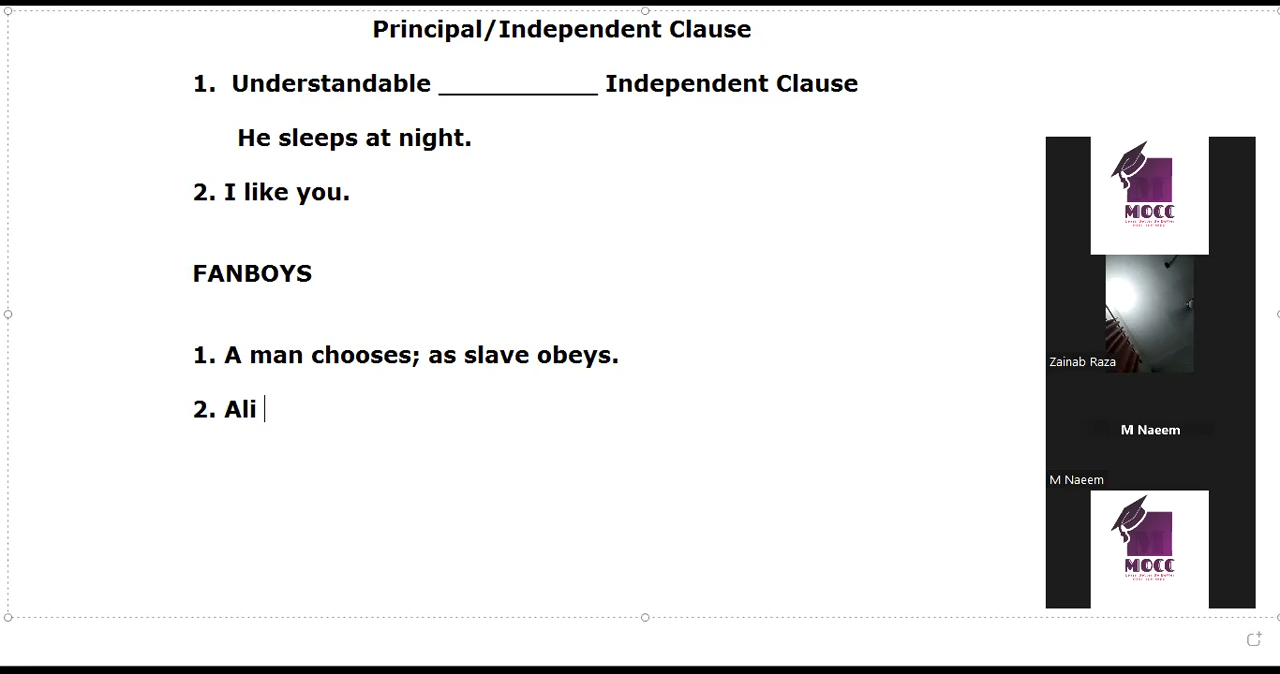 Principal/Independent Clause
1. Understandable ___________ Independent Clause
He sleeps at night.
2. I like you.
FANBOYS
1. A man chooses; as slave obeys.
2. Ali
MOCC
Zainab Raza
M Naeem
M Naeem
MOCC